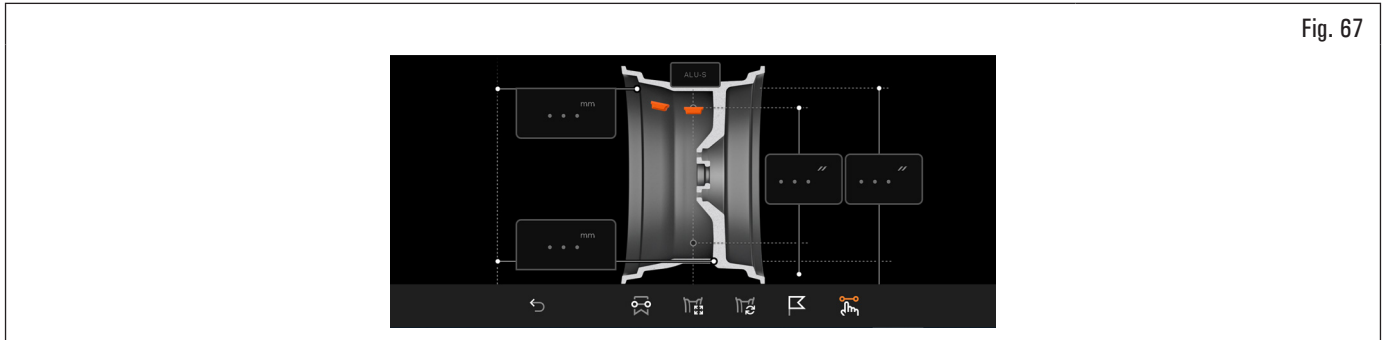 Fig. 67
ALU-S
mm
. . .
. . . "
. . . "
mm
. . .